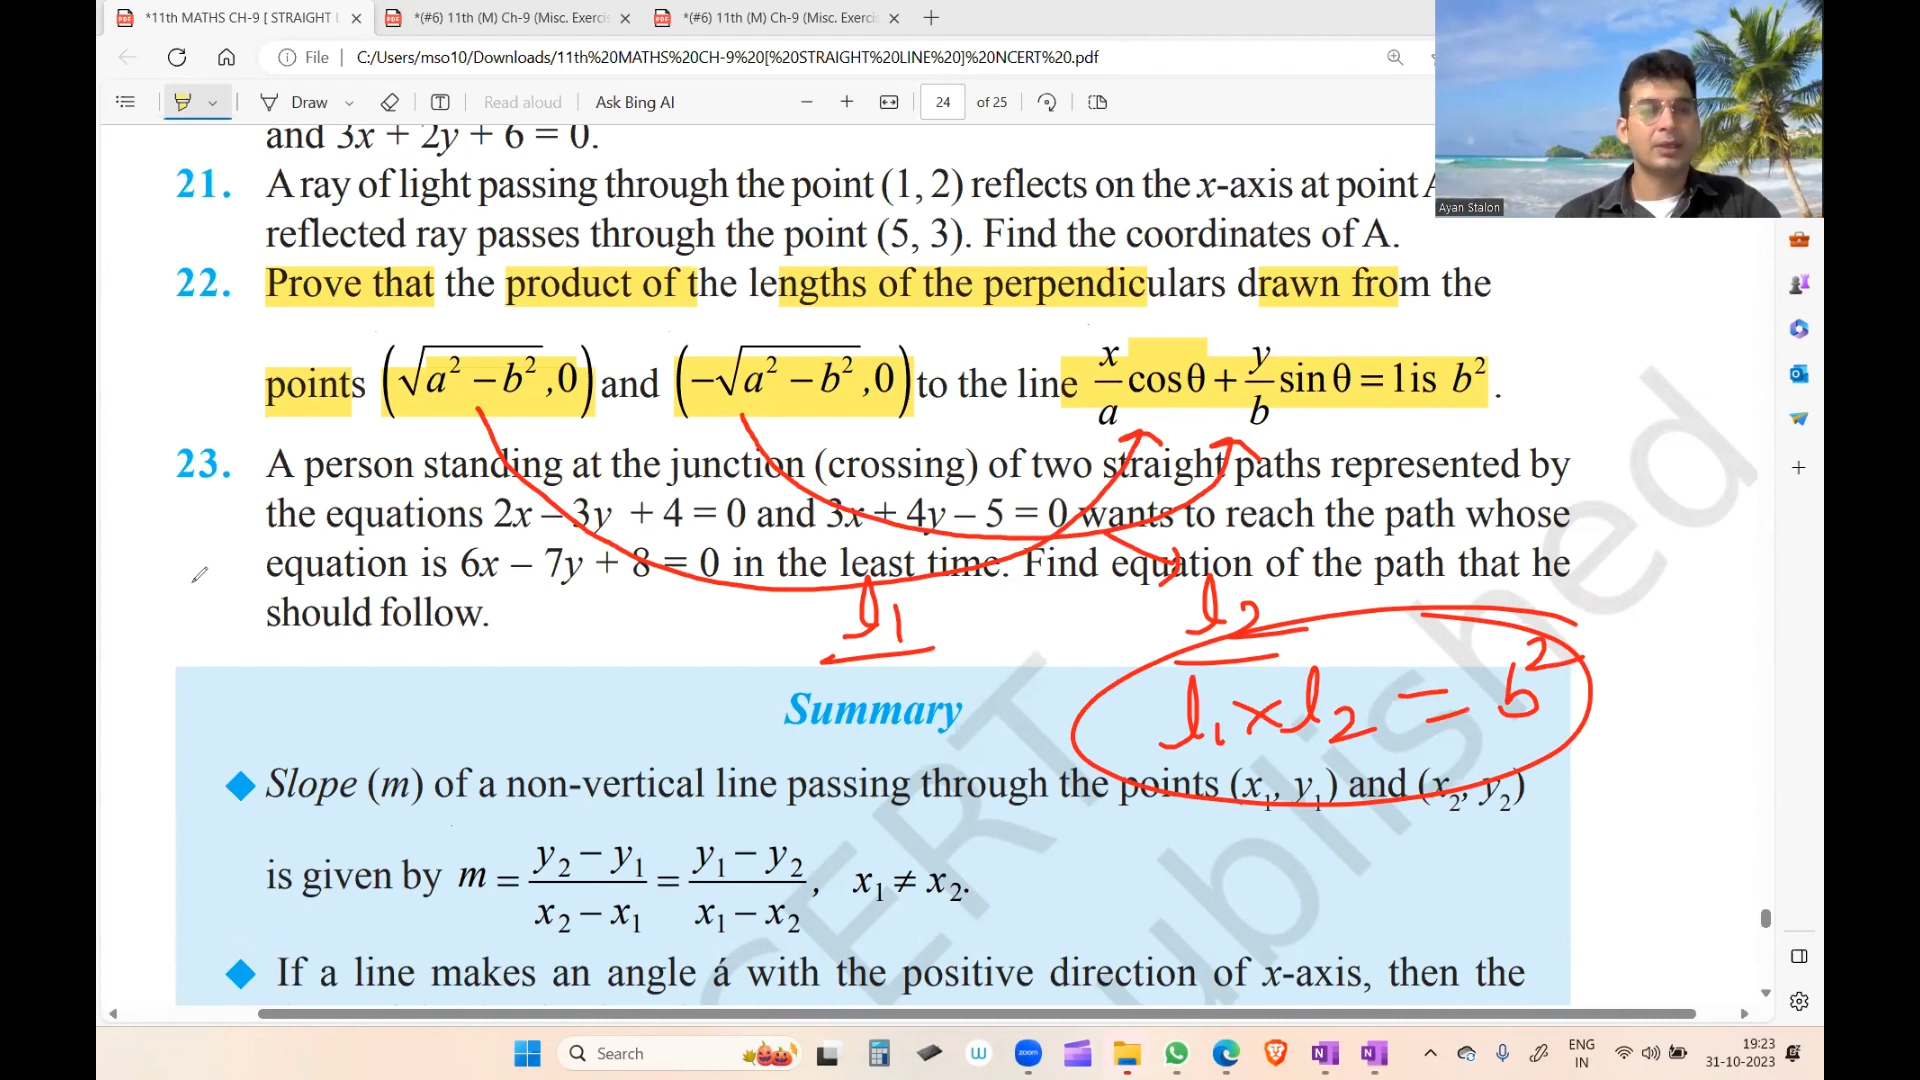 *11th MATHS CH-9 [ STRAIGHT L
*(#6) 11th (M) Ch-9 (Misc. Exercis
*(#6) 11th (M) Ch-9 (Misc. Exercis
File
C:/Users/mso10/Downloads/11th%20MATHS%20CH-9%20[%20STRAIGHT%20LINE%20]%20NCERT%20.pdf
Draw
Read aloud
Ask Bing AI
24
of 25
Ayan Stalon
and 3x + 2y + 6 = 0.
21. A ray of light passing through the point (1, 2) reflects on the x-axis at point A
reflected ray passes through the point (5, 3). Find the coordinates of A.
22. Prove that the product of the lengths of the perpendiculars drawn from the
points (√a² − b², 0) and (−√a² − b², 0) to the line x/a cosθ + y/b sinθ = 1 is b².
23. A person standing at the junction (crossing) of two straight paths represented by
the equations 2x – 3y + 4 = 0 and 3x + 4y – 5 = 0 wants to reach the path whose
equation is 6x – 7y + 8 = 0 in the least time. Find equation of the path that he
should follow.
l₁
l₂
l₁ × l₂ = b²
Summary
Slope (m) of a non-vertical line passing through the points (x₁, y₁) and (x₂, y₂)
is given by m = y₂ − y₁ / x₂ − x₁ = y₁ − y₂ / x₁ − x₂, x₁ ≠ x₂.
If a line makes an angle á with the positive direction of x-axis, then the
NCERT
published
Search
zoom
ENG
IN
19:23
31-10-2023